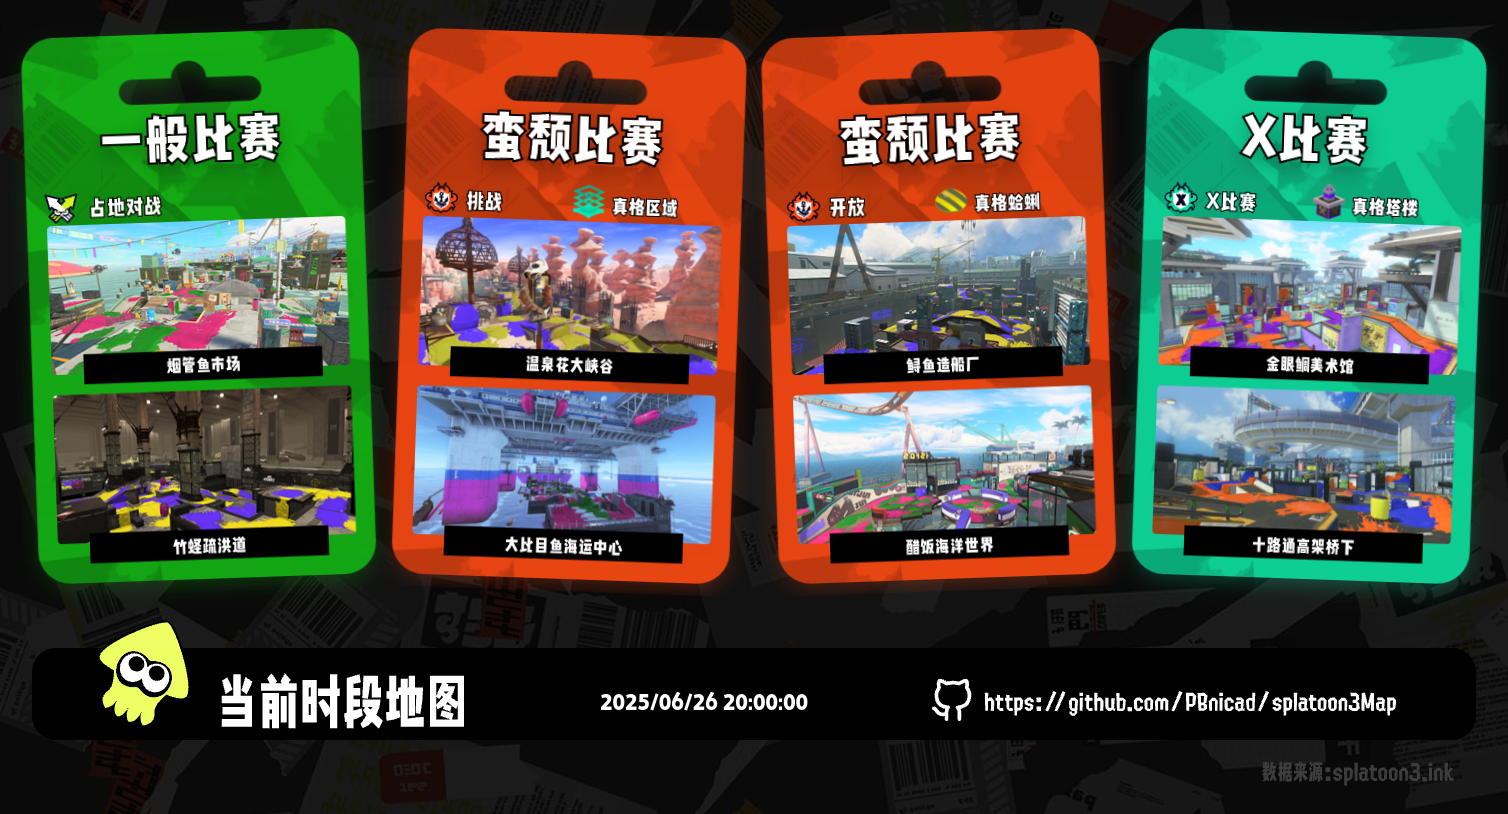 一般比赛
占地对战
烟管鱼市场
竹蛏疏洪道
蛮颓比赛
挑战
真格区域
温泉花大峡谷
大比目鱼海运中心
蛮颓比赛
开放
真格蛤蜊
鲟鱼造船厂
醋饭海洋世界
X比赛
X比赛
真格塔楼
金眼鲷美术馆
十路通高架桥下
当前时段地图
2025/06/26 20:00:00
https://github.com/PBnicad/splatoon3Map
数据来源:splatoon3.ink